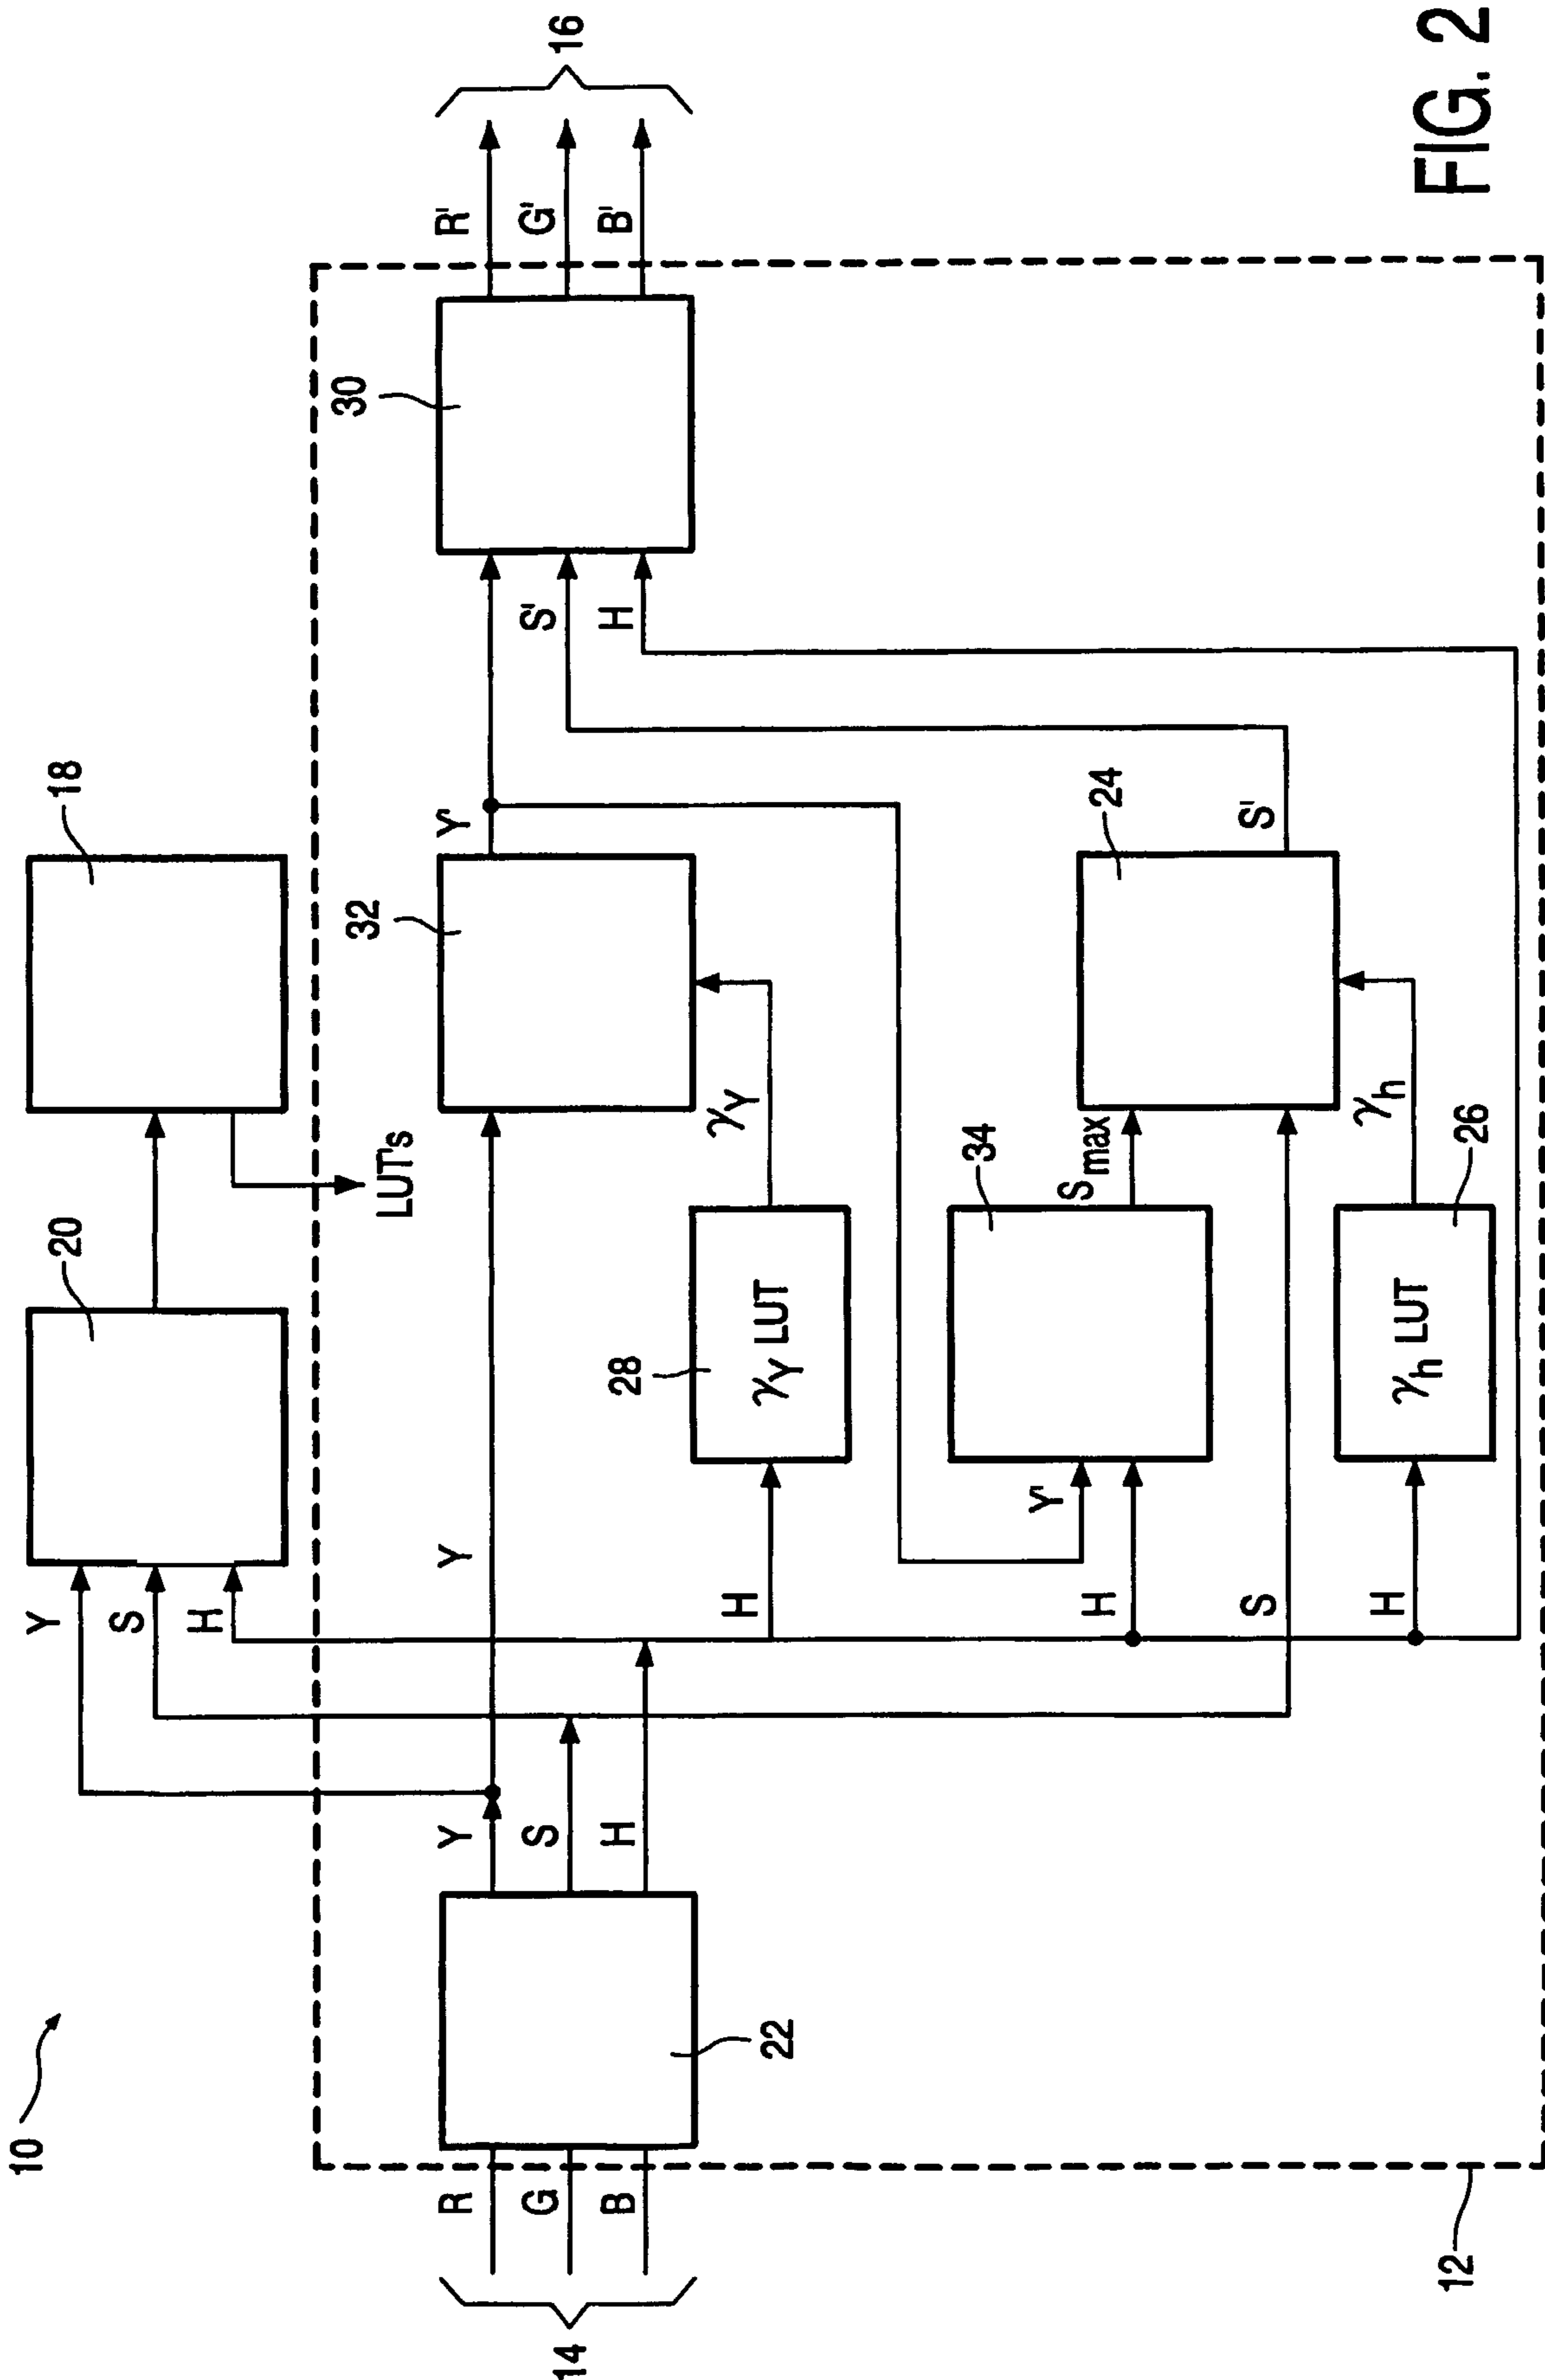 10
20
18
Y
S
H
LUT's
12
14
R
G
B
22
Y
S
H
Y
32
Y'
30
R'
G'
B'
16
S'
H
28
γY LUT
γY
H
Y'
H
34
Smax
24
S'
S
H
γh LUT
26
γh
FIG. 2